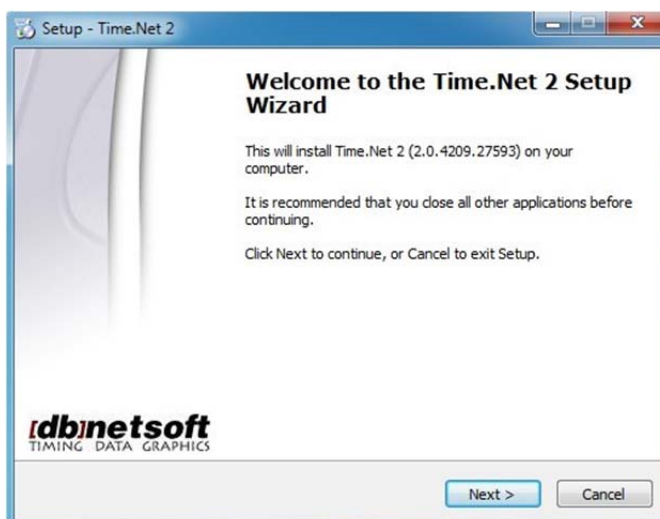 Setup - Time.Net 2
Welcome to the Time.Net 2 Setup
Wizard
This will install Time.Net 2 (2.0.4209.27593) on your
computer.
It is recommended that you close all other applications before
continuing.
Click Next to continue, or Cancel to exit Setup.
[db]netsoft
TIMING DATA GRAPHICS
Next >
Cancel